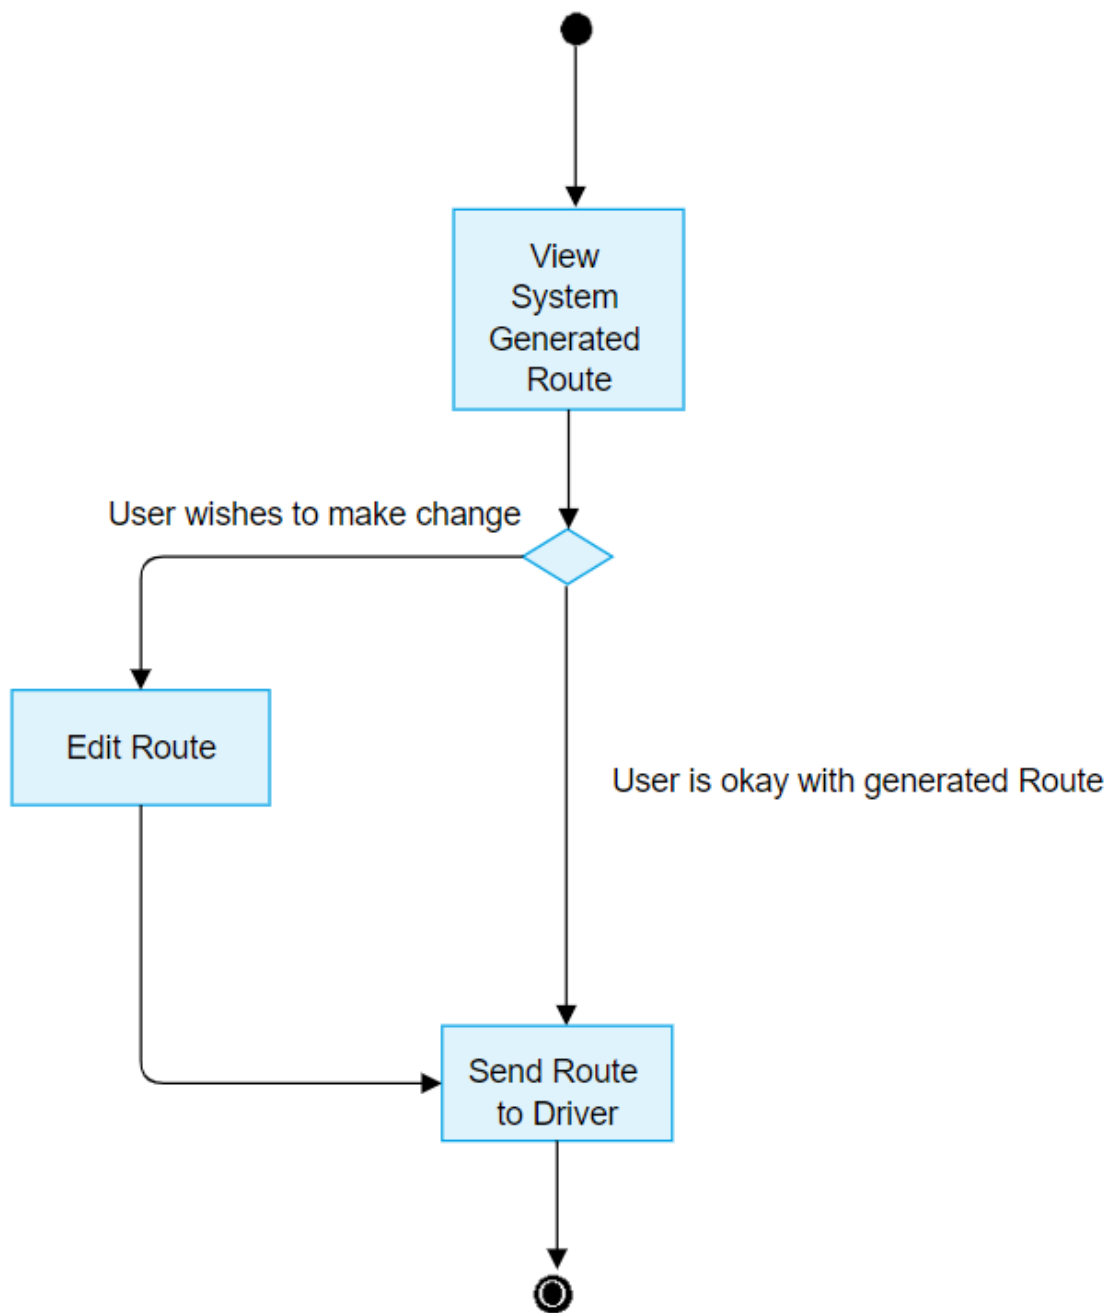 View
System
Generated
Route
User wishes to make change
Edit Route
User is okay with generated Route
Send Route
to Driver